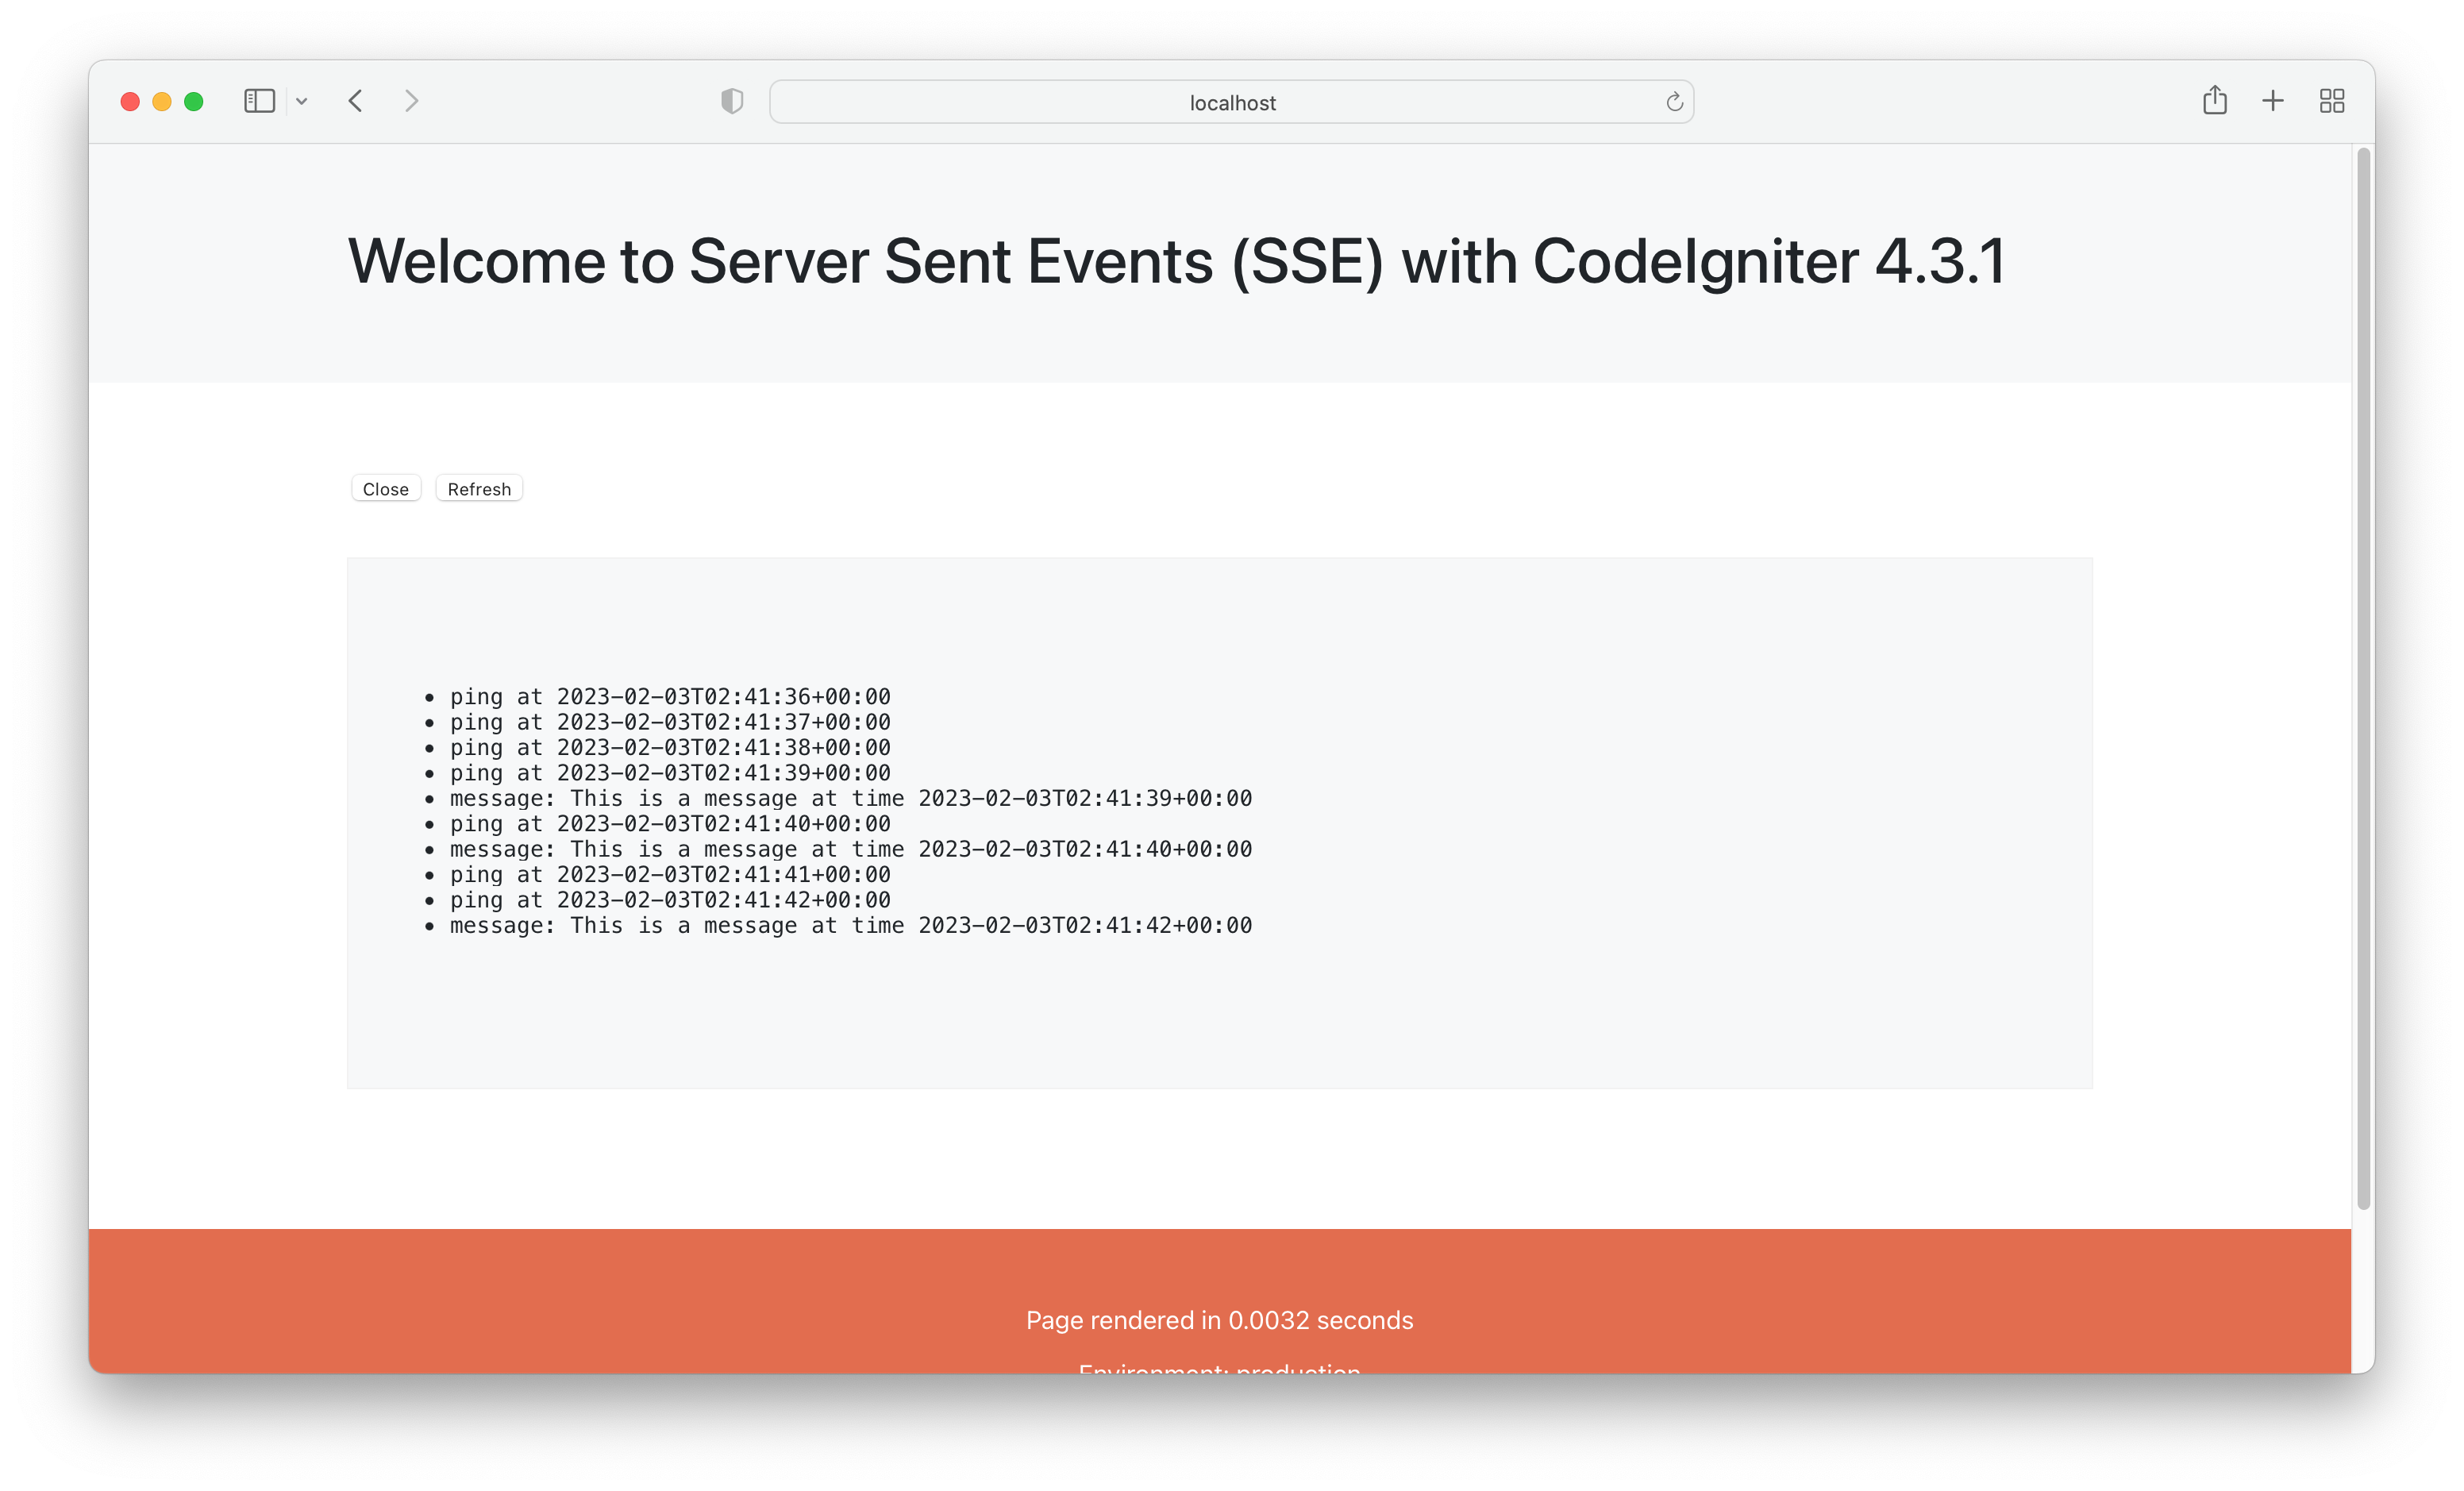 localhost
Welcome to Server Sent Events (SSE) with CodeIgniter 4.3.1
Close Refresh
ping at 2023-02-03T02:41:36+00:00
ping at 2023-02-03T02:41:37+00:00
ping at 2023-02-03T02:41:38+00:00
ping at 2023-02-03T02:41:39+00:00
message: This is a message at time 2023-02-03T02:41:39+00:00
ping at 2023-02-03T02:41:40+00:00
message: This is a message at time 2023-02-03T02:41:40+00:00
ping at 2023-02-03T02:41:41+00:00
ping at 2023-02-03T02:41:42+00:00
message: This is a message at time 2023-02-03T02:41:42+00:00
Page rendered in 0.0032 seconds
Environment: production